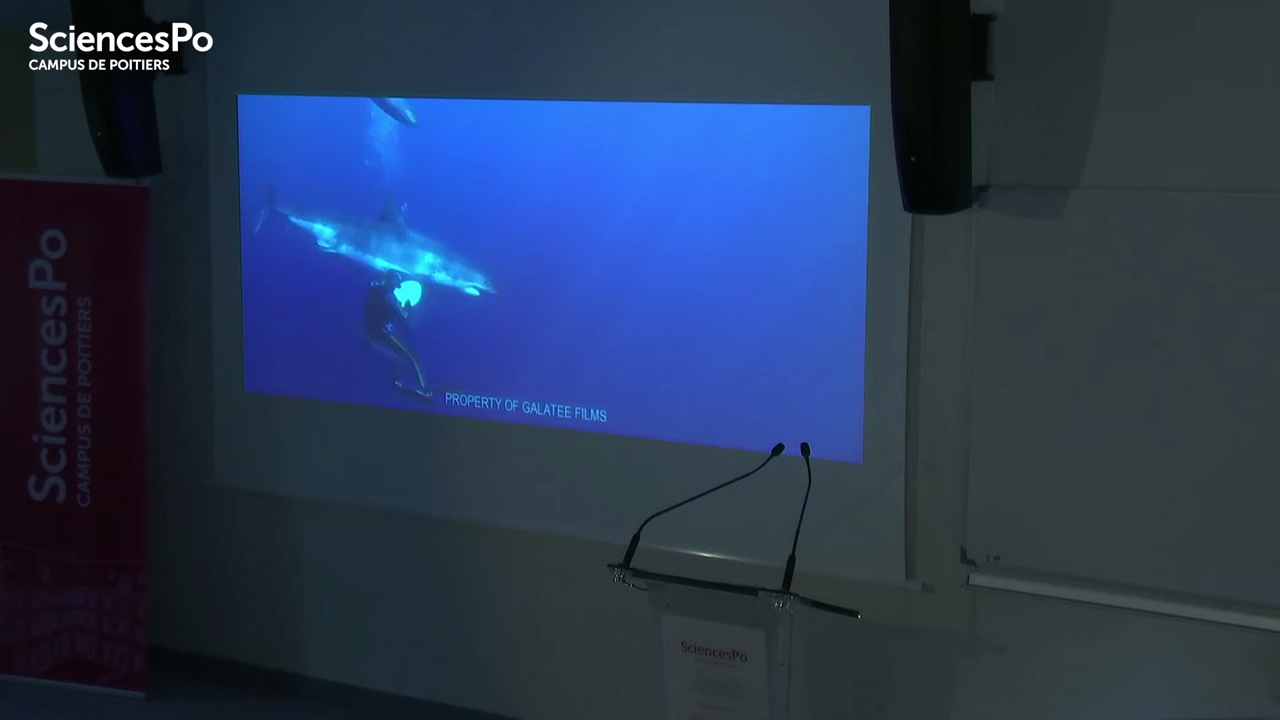 SciencesPo
CAMPUS DE POITIERS
SciencesPo
CAMPUS DE POITIERS
PROPERTY OF GALATEE FILMS
SciencesPo